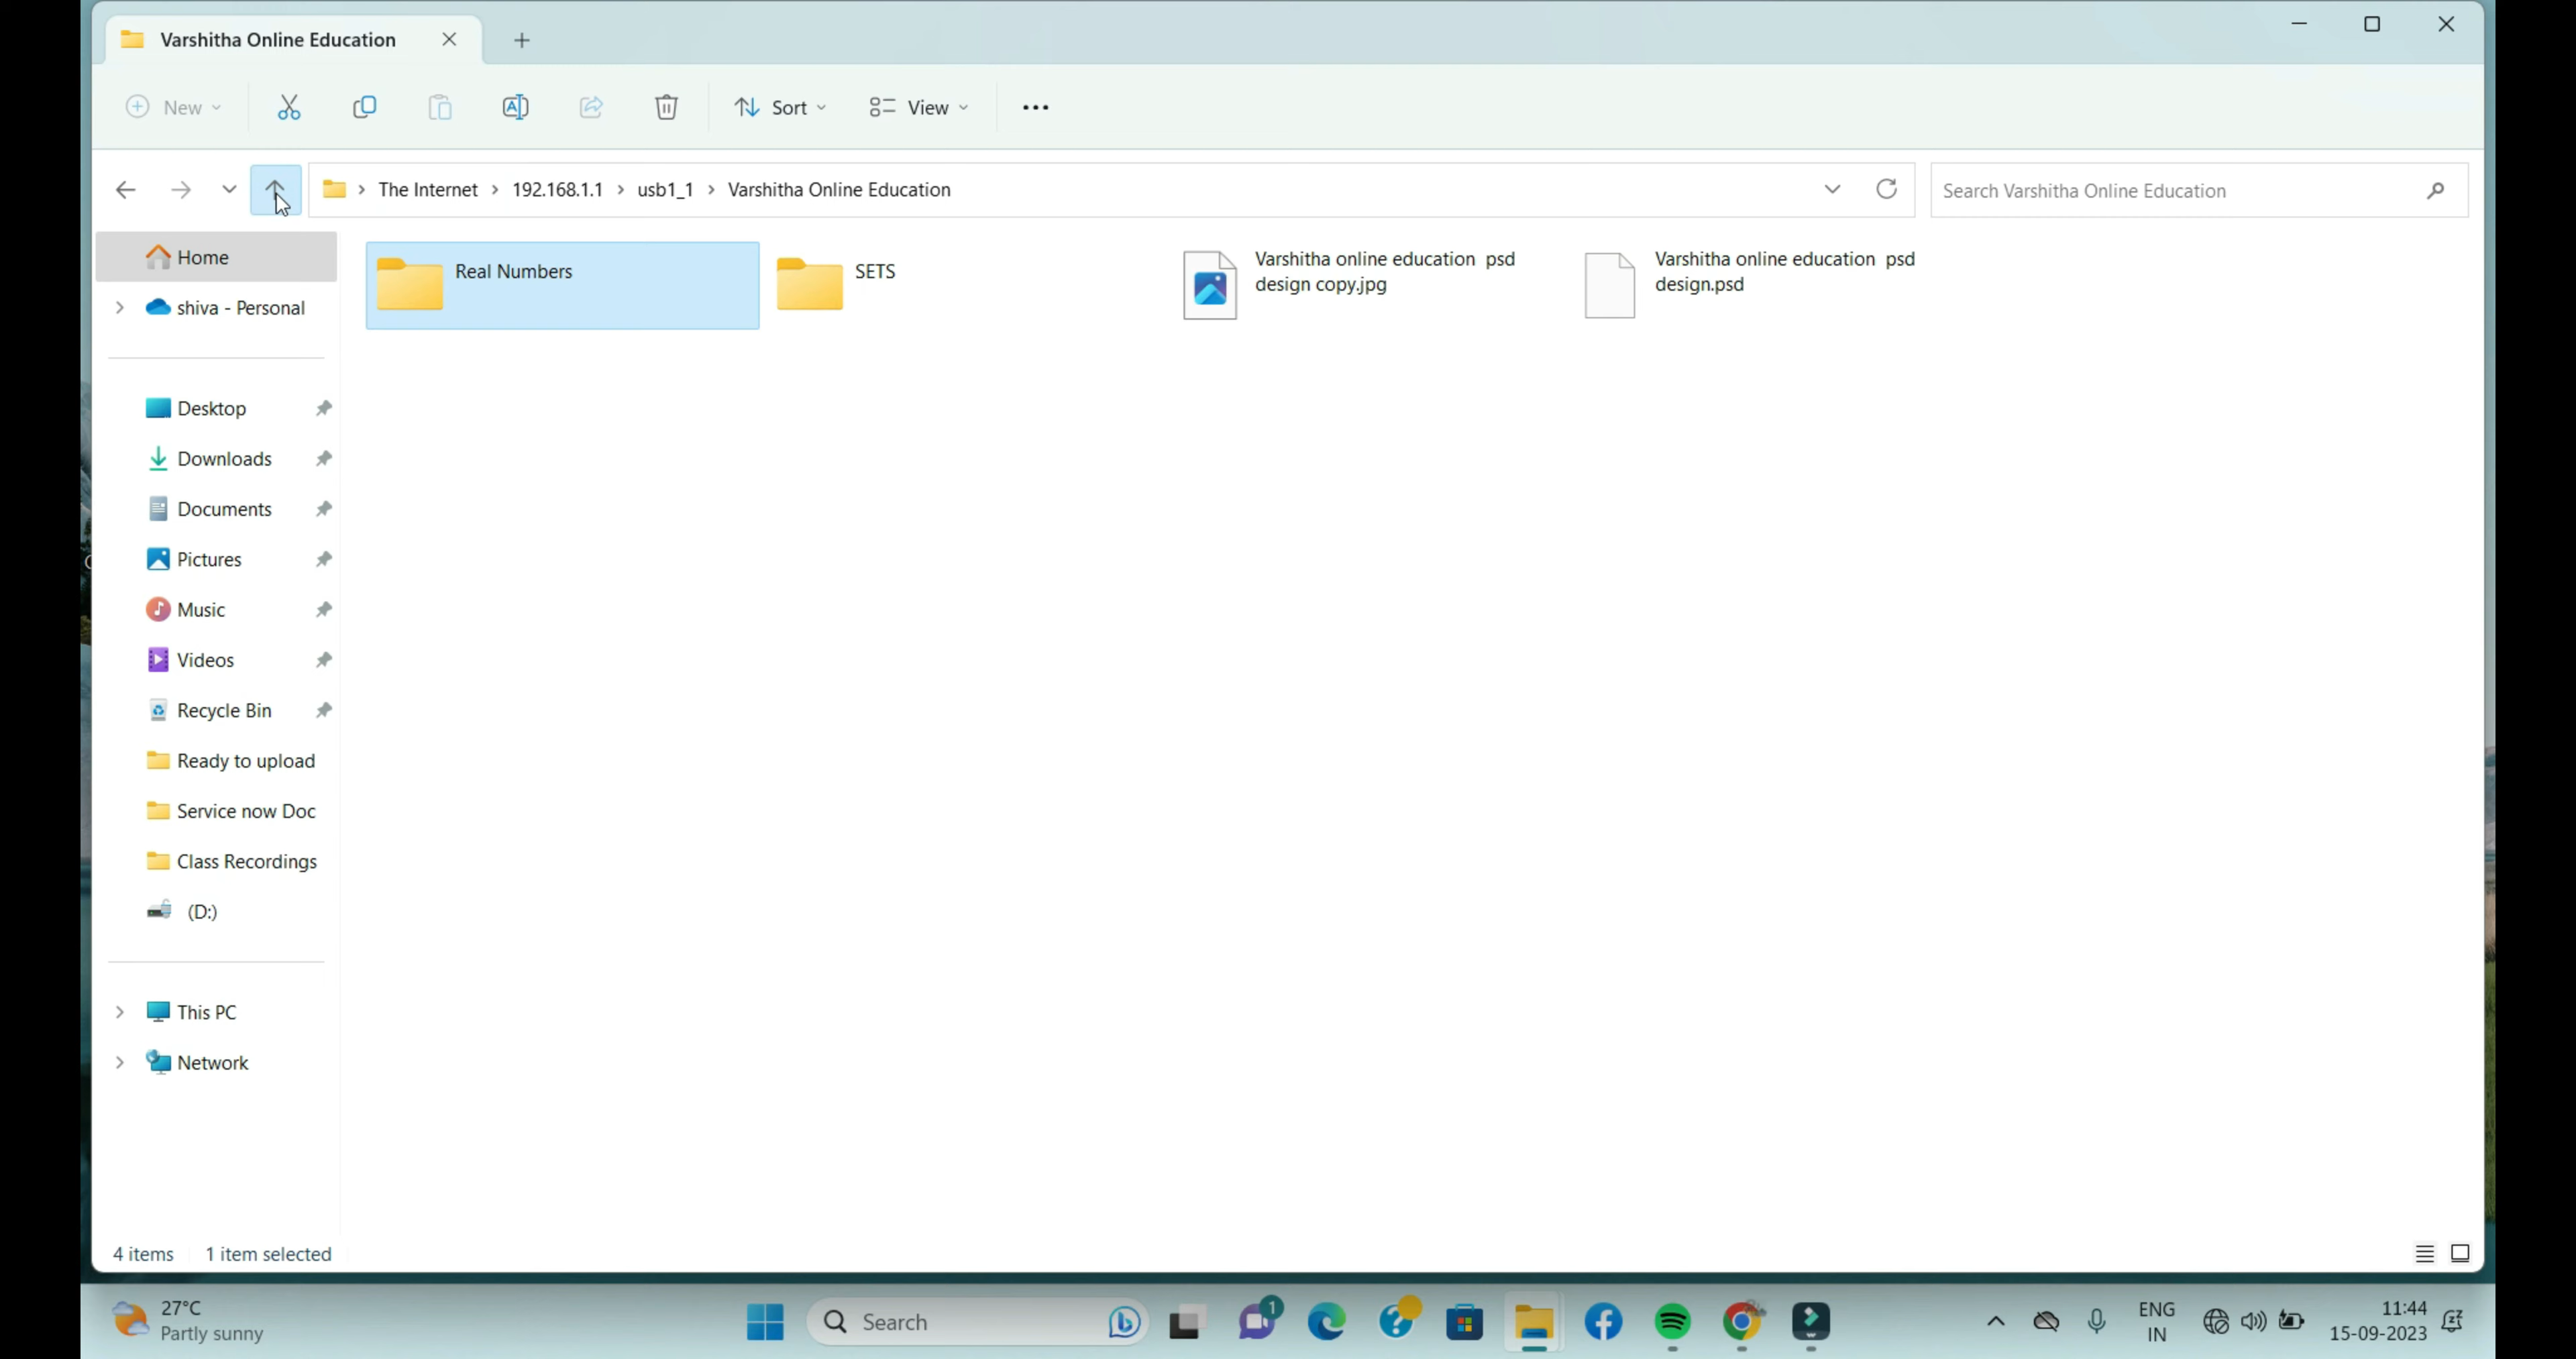 Varshitha Online Education
New
Sort
View
The Internet > 192.168.1.1 > usb1_1 > Varshitha Online Education
Search Varshitha Online Education
Home
shiva - Personal
Desktop
Downloads
Documents
Pictures
Music
Videos
Recycle Bin
Ready to upload
Service now Doc
Class Recordings
(D:)
This PC
Network
Real Numbers
SETS
Varshitha online education psd
design copy.jpg
Varshitha online education psd
design.psd
4 items 1 item selected
27°C
Partly sunny
Search
1
ENG
IN
11:44
15-09-2023